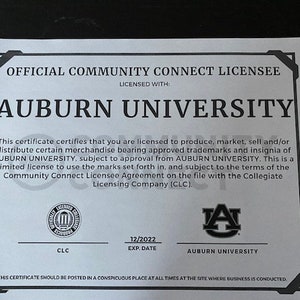 OFFICIAL COMMUNITY CONNECT LICENSEE
LICENSED WITH:
AUBURN UNIVERSITY
This certificate certifies that you are licensed to produce, market, sell and/or
distribute certain merchandise bearing approved trademarks and insignia of
AUBURN UNIVERSITY, subject to approval from AUBURN UNIVERSITY. This is a
limited license to use the marks set forth in. and subject to the terms of the
Community Connect License Agreement on the file with the Collegiate
Licensing Company (CLC).
AU
12/2022
CLC
EXP. DATE
AUBURN UNIVERSITY
THIS CERTIFICATE SHOULD BE POSTED IN A CONSPICUOUS PLACE AT ALL TIMES AT THE SITE WHERE BUSINESS IS CONDUCTED.